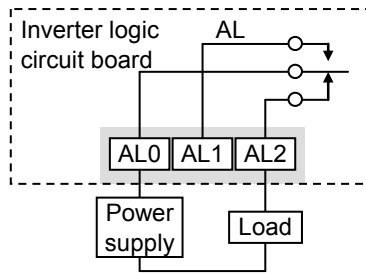 Inverter logic
circuit board
AL
AL0 AL1 AL2
Power
supply
Load